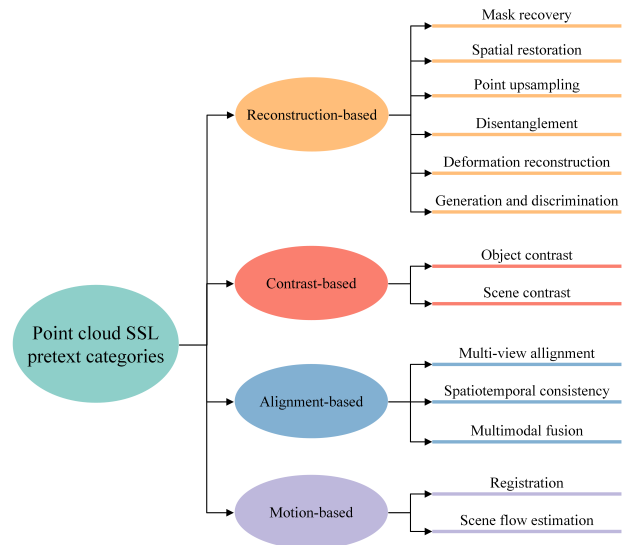 Point cloud SSL
pretext categories
Reconstruction-based
Mask recovery
Spatial restoration
Point upsampling
Disentanglement
Deformation reconstruction
Generation and discrimination
Contrast-based
Object contrast
Scene contrast
Alignment-based
Multi-view allignment
Spatiotemporal consistency
Multimodal fusion
Motion-based
Registration
Scene flow estimation